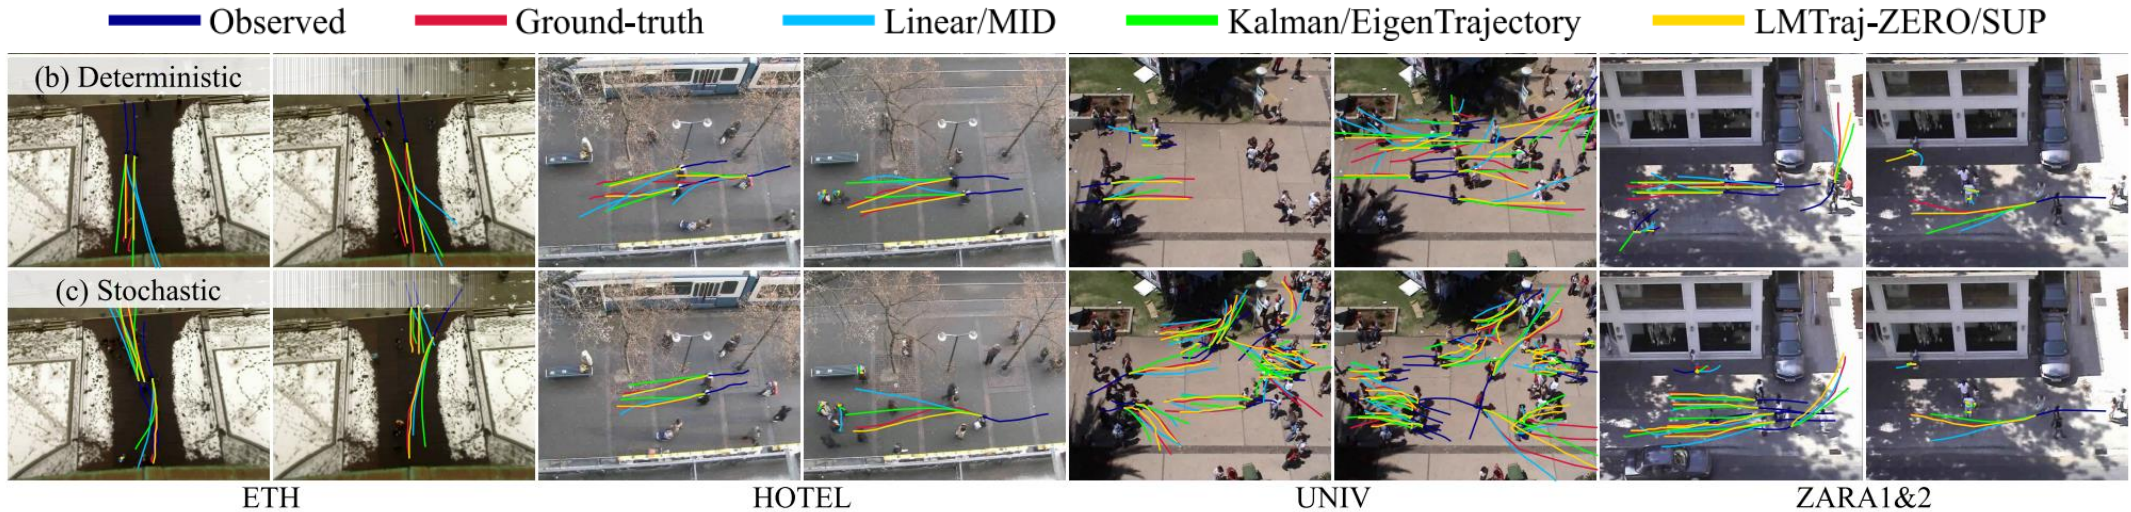 Observed Ground-truth Linear/MID Kalman/EigenTrajectory LMTraj-ZERO/SUP
(b) Deterministic
(c) Stochastic
ETH HOTEL UNIV ZARA1&2